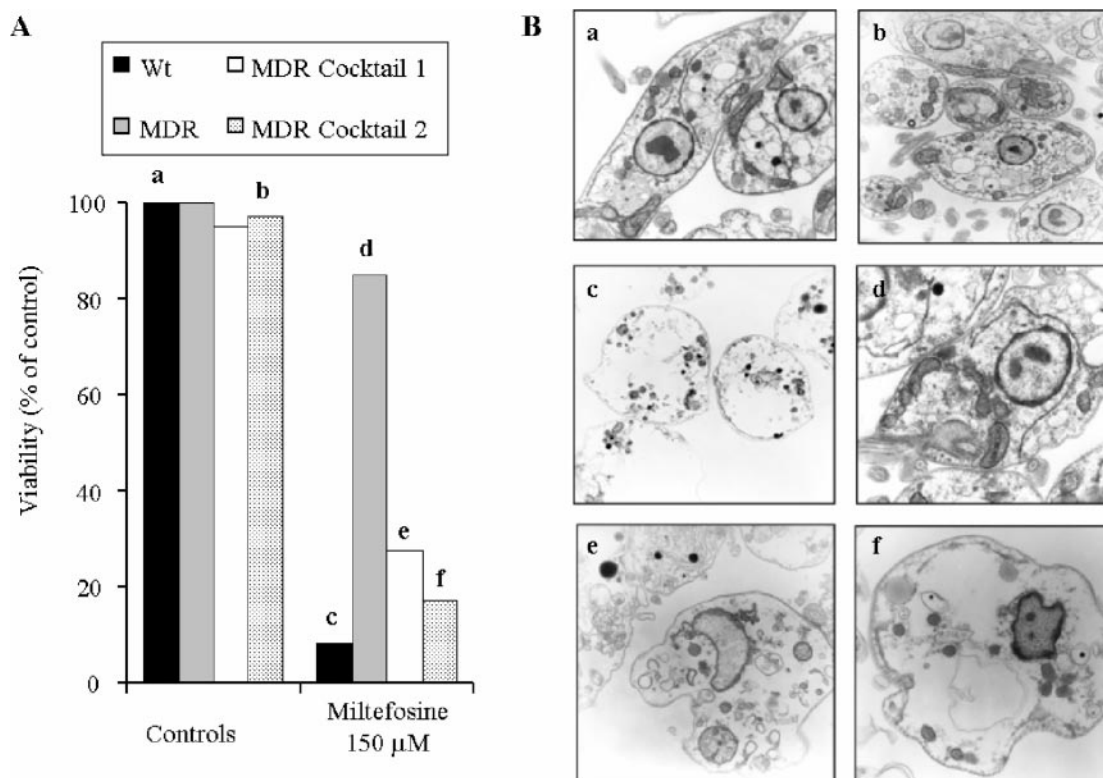 A
Wt
MDR Cocktail 1
MDR
MDR Cocktail 2
Viability (% of control)
100
80
60
40
20
0
a
b
c
d
e
f
Controls
Miltefosine
150 μM
B
a
b
c
d
e
f